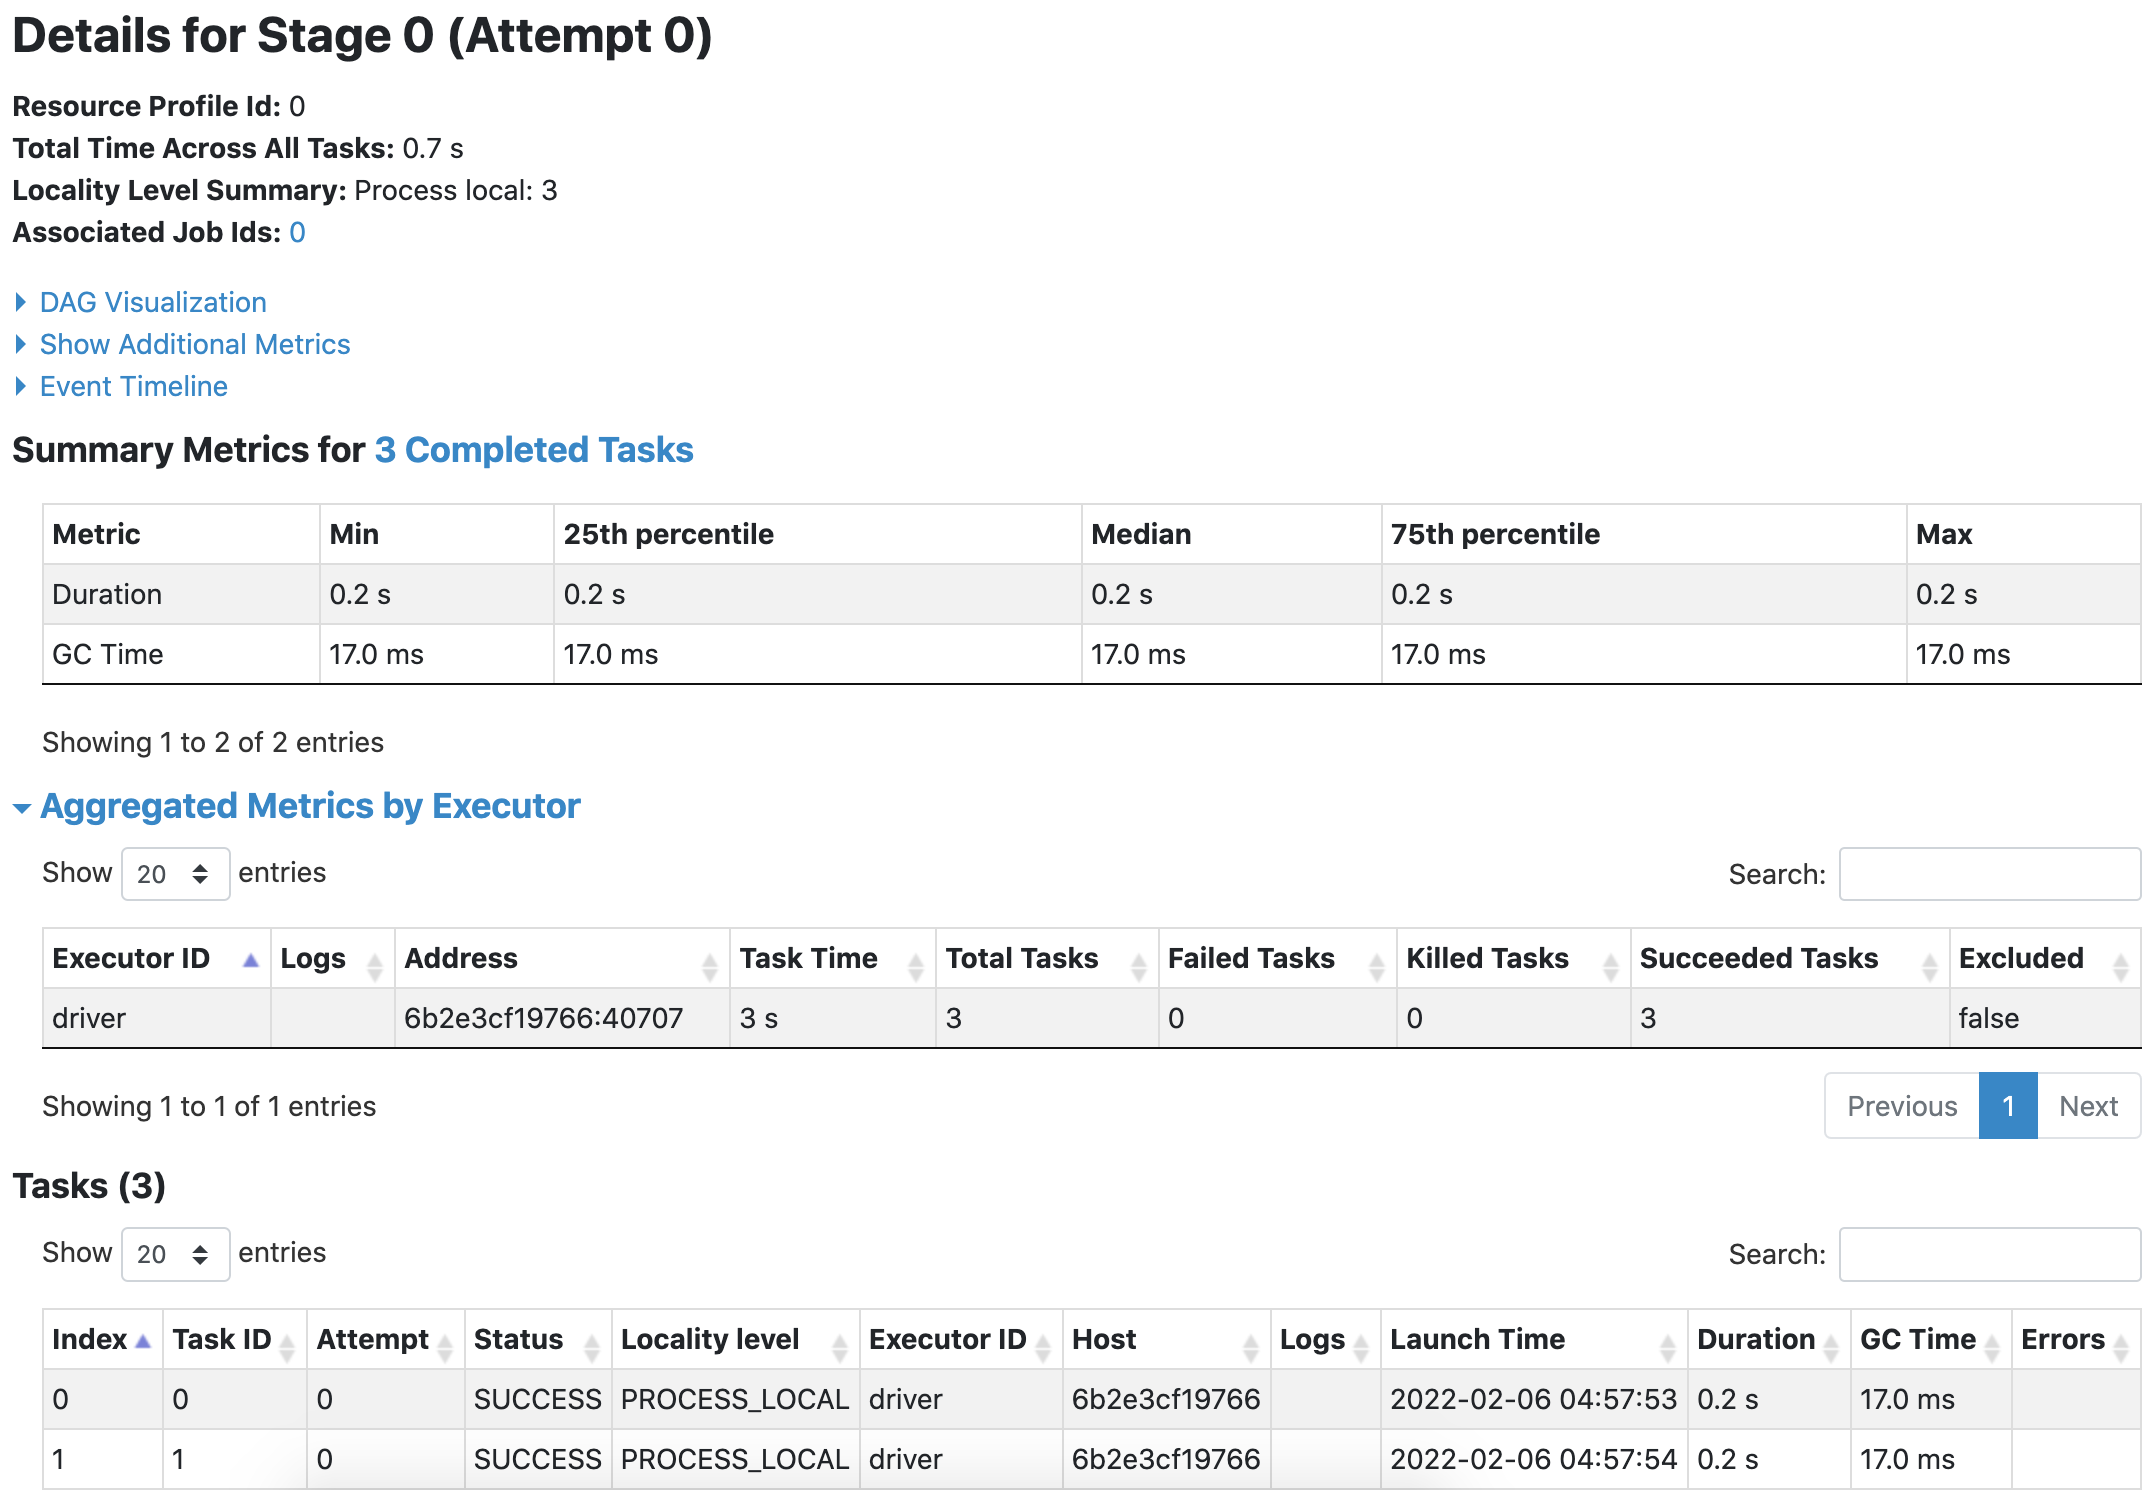 Details for Stage 0 (Attempt 0)
Resource Profile Id: 0
Total Time Across All Tasks: 0.7 s
Locality Level Summary: Process local: 3
Associated Job Ids: 0
DAG Visualization
Show Additional Metrics
Event Timeline
Summary Metrics for 3 Completed Tasks
Metric Min 25th percentile Median 75th percentile Max
Duration 0.2 s 0.2 s 0.2 s 0.2 s 0.2 s
GC Time 17.0 ms 17.0 ms 17.0 ms 17.0 ms 17.0 ms
Showing 1 to 2 of 2 entries
Aggregated Metrics by Executor
Show 20 entries Search:
Executor ID Logs Address Task Time Total Tasks Failed Tasks Killed Tasks Succeeded Tasks Excluded
driver 6b2e3cf19766:40707 3 s 3 0 0 3 false
Showing 1 to 1 of 1 entries Previous 1 Next
Tasks (3)
Show 20 entries Search:
Index Task ID Attempt Status Locality level Executor ID Host Logs Launch Time Duration GC Time Errors
0 0 0 SUCCESS PROCESS_LOCAL driver 6b2e3cf19766 2022-02-06 04:57:53 0.2 s 17.0 ms
1 1 0 SUCCESS PROCESS_LOCAL driver 6b2e3cf19766 2022-02-06 04:57:54 0.2 s 17.0 ms